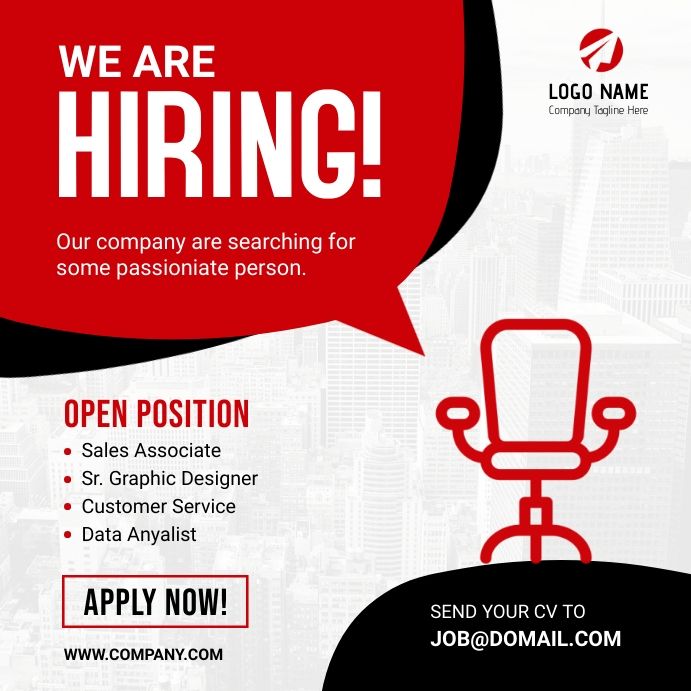 WE ARE
HIRING!
LOGO NAME
Company Tagline Here
Our company are searching for
some passioniate person.
OPEN POSITION
Sales Associate
Sr. Graphic Designer
Customer Service
Data Anyalist
APPLY NOW!
WWW.COMPANY.COM
SEND YOUR CV TO
JOB@DOMAIL.COM